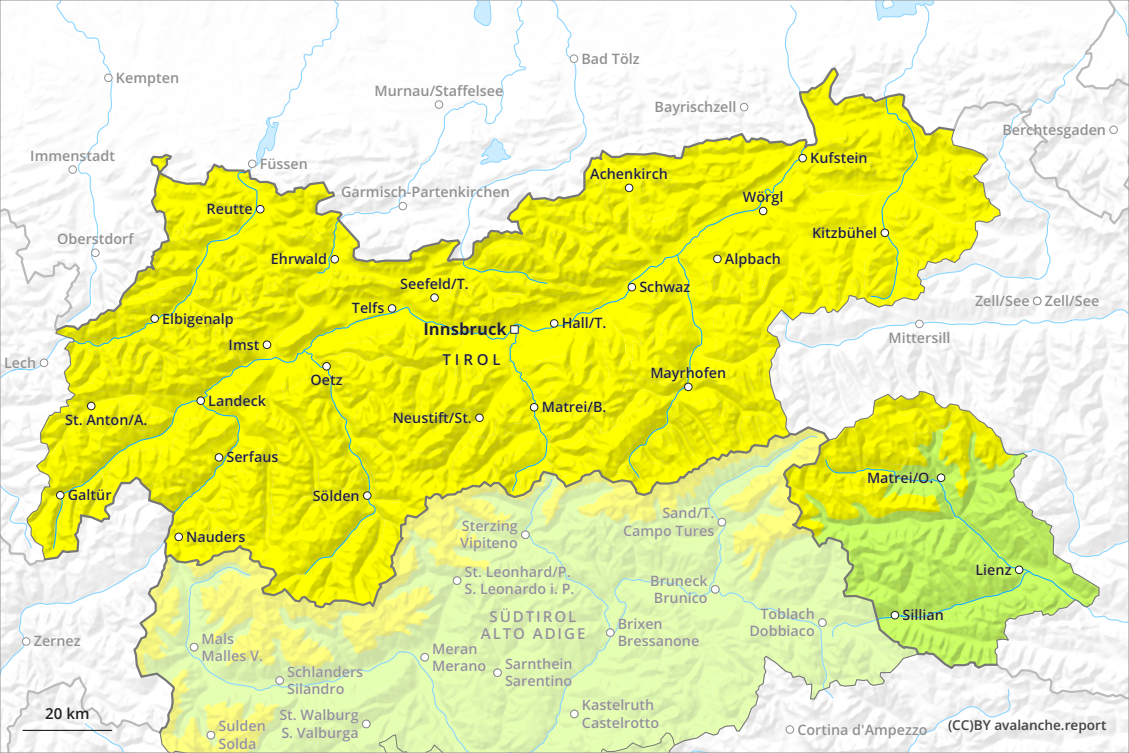 Bad Tölz
Kempten
Murnau/Staffelsee
Bayrischzell
Berchtesgaden
Immenstadt
Füssen
Kufstein
Achenkirch
Garmisch-Partenkirchen
Wörgl
Reutte
Kitzbühel
Oberstdorf
Ehrwald
Alpbach
Seefeld/T.
Schwaz
Zell/See
Zell/See
Telfs
Elbigenalp
Innsbruck
Hall/T.
Mittersill
Imst
TIROL
Lech
Oetz
Mayrhofen
Landeck
Matrei/B.
St. Anton/A.
Neustift/St.
Serfaus
Matrei/O.
Galtür
Sölden
Sand/T.
Campo Tures
Sterzing
Vipiteno
Nauders
Lienz
St. Leonhard/P.
S. Leonardo i. P.
Bruneck
Brunico
SÜDTIROL
ALTO ADIGE
Toblach
Dobbiaco
Sillian
Brixen
Bressanone
Zernez
Mals
Malles V.
Meran
Merano
Sarnthein
Sarentino
Schlanders
Silandro
20 km
St. Walburg
S. Valburga
Kastelruth
Castelrotto
Sulden
Solda
Cortina d'Ampezzo
(CC)BY avalanche.report